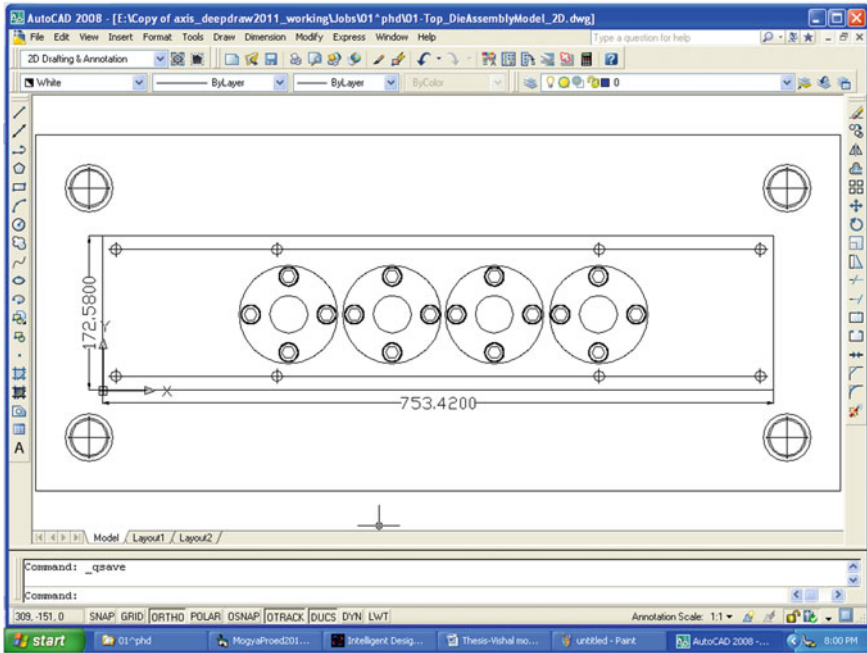 AutoCAD 2008 - [E:\Copy of axis_deepdraw2011_working\Jobs\01^phd\01-Top_DieAssemblyModel_2D.dwg]
File Edit View Insert Format Tools Draw Dimension Modify Express Window Help Type a question for help
2D Drafting & Annotation
White ByLayer ByLayer ByColor 0
172.5800
Y
X
753.4200
A
Model Layout1 Layout2
Command: _qsave
Command:
309, -151, 0 SNAP GRID ORTHO POLAR OSNAP OTRACK DUCS DYN LWT Annotation Scale: 1:1
start 01^phd MogyaProed201... Intelligent Desig... Thesis-Vishal mo... untitled - Paint AutoCAD 2008 -... 8:00 PM